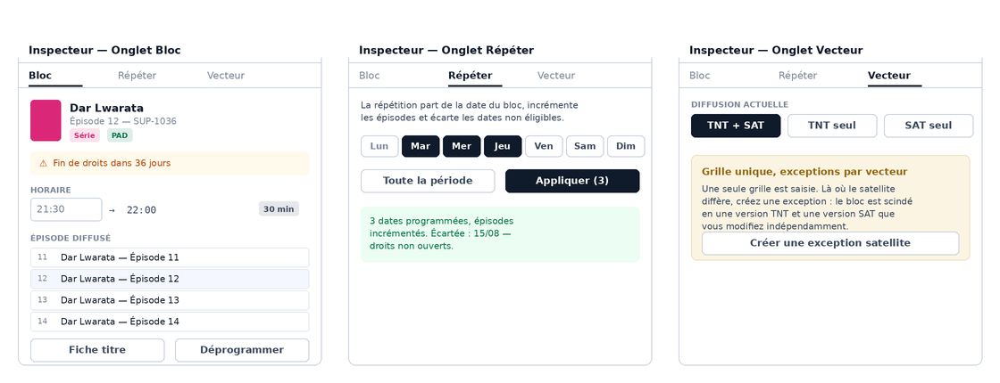 Inspecteur — Onglet Bloc
Bloc
Répéter
Vecteur
Dar Lwarata
Épisode 12 — SUP-1036
Série
PAD
⚠ Fin de droits dans 36 jours
HORAIRE
21:30 → 22:00 30 min
ÉPISODE DIFFUSÉ
11 Dar Lwarata — Épisode 11
12 Dar Lwarata — Épisode 12
13 Dar Lwarata — Épisode 13
14 Dar Lwarata — Épisode 14
Fiche titre
Déprogrammer
Inspecteur — Onglet Répéter
Bloc
Répéter
Vecteur
La répétition part de la date du bloc, incrémente
les épisodes et écarte les dates non éligibles.
Lun Mar Mer Jeu Ven Sam Dim
Toute la période
Appliquer (3)
3 dates programmées, épisodes
incrémentés. Écartée : 15/08 —
droits non ouverts.
Inspecteur — Onglet Vecteur
Bloc
Répéter
Vecteur
DIFFUSION ACTUELLE
TNT + SAT
TNT seul
SAT seul
Grille unique, exceptions par vecteur
Une seule grille est saisie. Là où le satellite
diffère, créez une exception : le bloc est scindé
en une version TNT et une version SAT que
vous modifiez indépendamment.
Créer une exception satellite